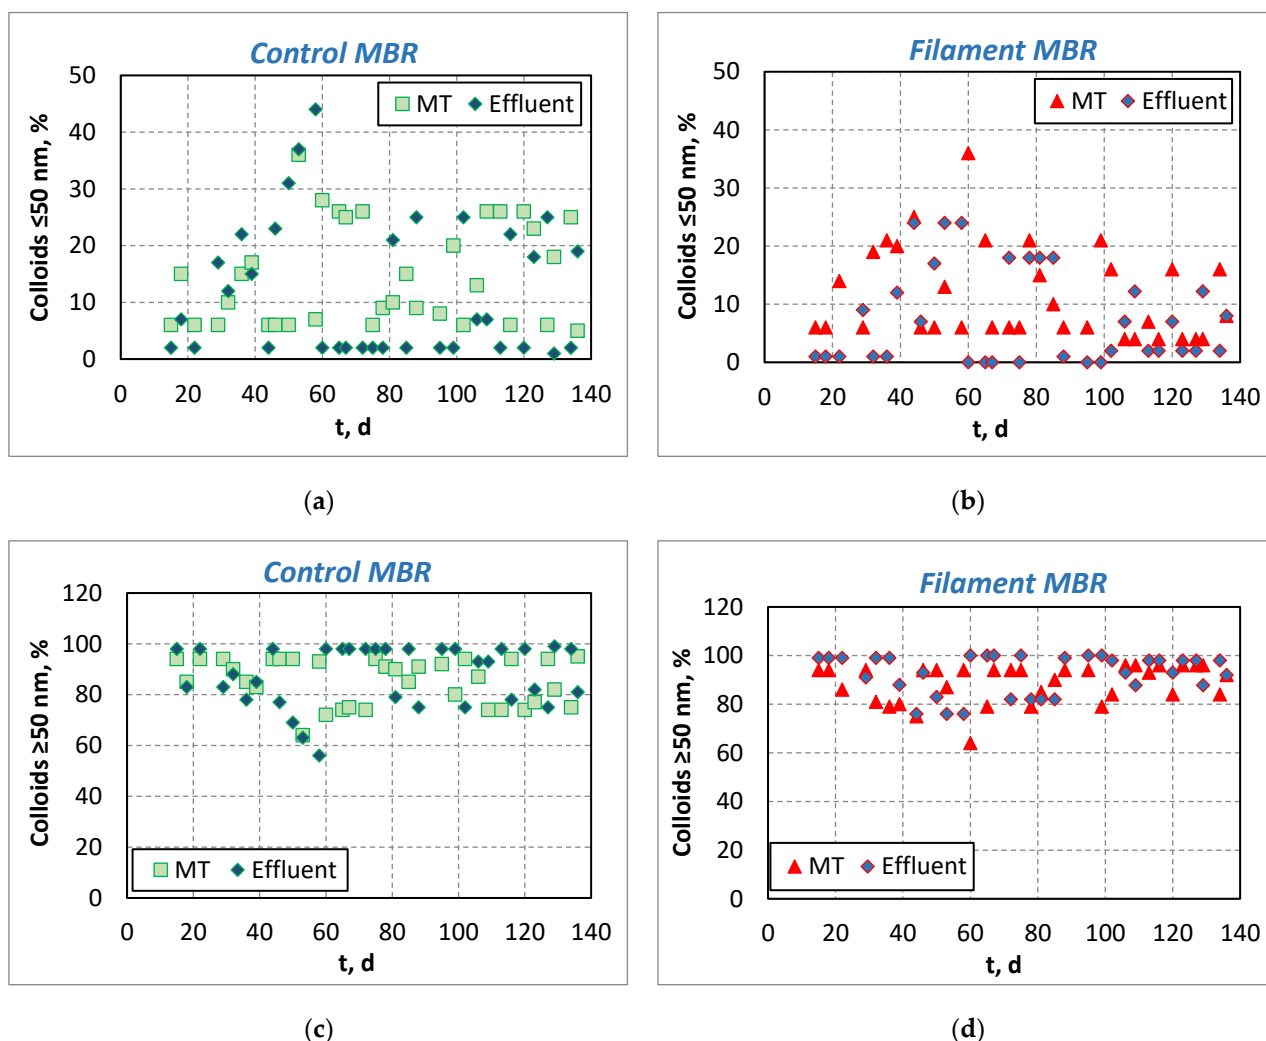 Control MBR
MT Effluent
Colloids ≤50 nm, %
50
40
30
20
10
0
0 20 40 60 80 100 120 140
t, d
(a)
Filament MBR
MT Effluent
Colloids ≤50 nm, %
50
40
30
20
10
0
0 20 40 60 80 100 120 140
t, d
(b)
Control MBR
Colloids ≥50 nm, %
120
100
80
60
40
20
0
MT Effluent
0 20 40 60 80 100 120 140
t, d
(c)
Filament MBR
Colloids ≥50 nm, %
120
100
80
60
40
20
0
MT Effluent
0 20 40 60 80 100 120 140
t, d
(d)